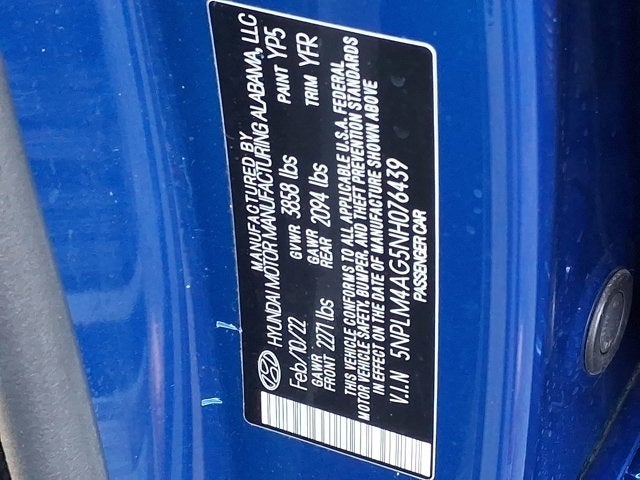 MANUFACTURED BY
HYUNDAI MOTOR MANUFACTURING ALABAMA, LLC
Feb/10/22 GVWR 3858 lbs PAINT YP5
GAWR FRONT 2271 lbs GAWR REAR 2094 lbs TRIM YFR
THIS VEHICLE CONFORMS TO ALL APPLICABLE U.S.A. FEDERAL
MOTOR VEHICLE SAFETY, BUMPER, AND THEFT PREVENTION STANDARDS
IN EFFECT ON THE DATE OF MANUFACTURE SHOWN ABOVE
V.I.N 5NPLM4AG5NH076439
PASSENGER CAR